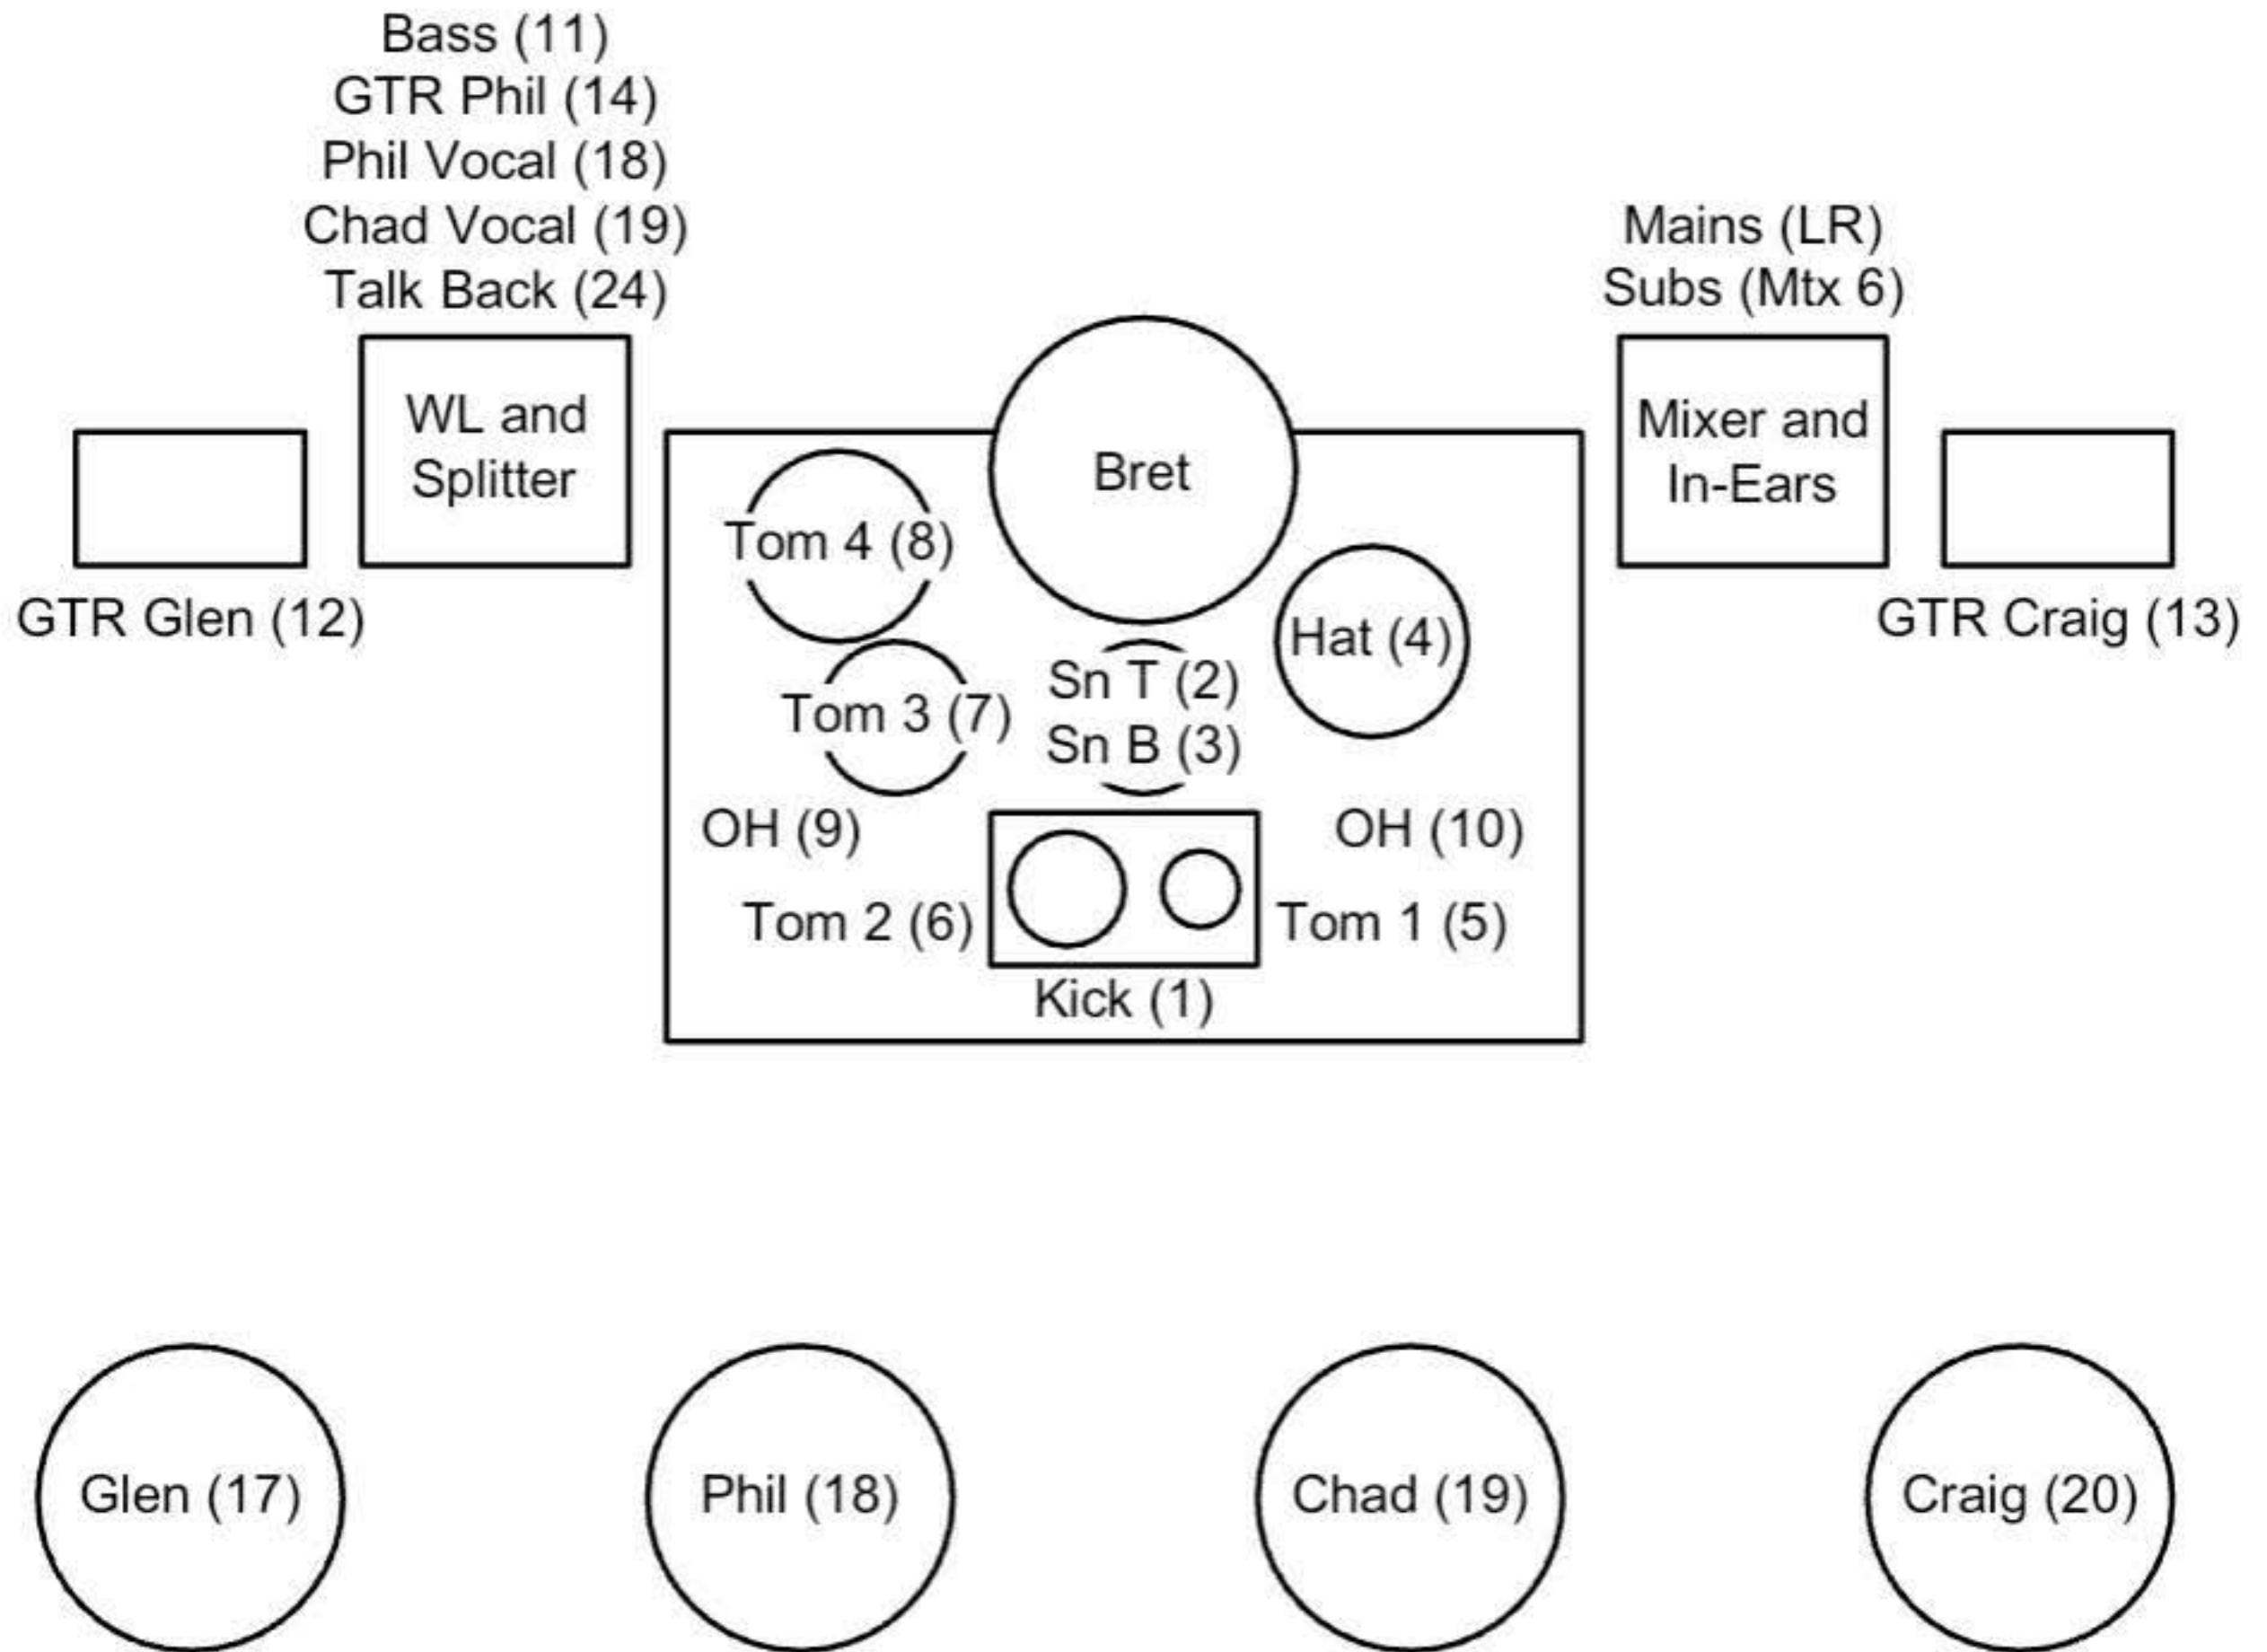 Bass (11)
GTR Phil (14)
Phil Vocal (18)
Chad Vocal (19)
Talk Back (24)
Mains (LR)
Subs (Mtx 6)
WL and
Splitter
Bret
Mixer and
In-Ears
Tom 4 (8)
GTR Glen (12)
Hat (4)
GTR Craig (13)
Sn T (2)
Tom 3 (7)
Sn B (3)
OH (9)
OH (10)
Tom 2 (6)
Tom 1 (5)
Kick (1)
Glen (17)
Phil (18)
Chad (19)
Craig (20)